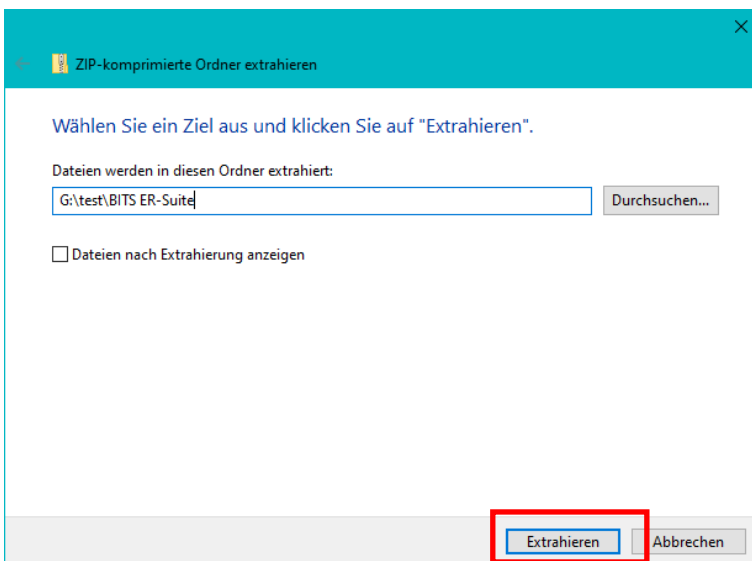 ZIP-komprimierte Ordner extrahieren
Wählen Sie ein Ziel aus und klicken Sie auf "Extrahieren".
Dateien werden in diesen Ordner extrahiert:
G:\test\BITS ER-Suite
Durchsuchen...
Dateien nach Extrahierung anzeigen
Extrahieren
Abbrechen